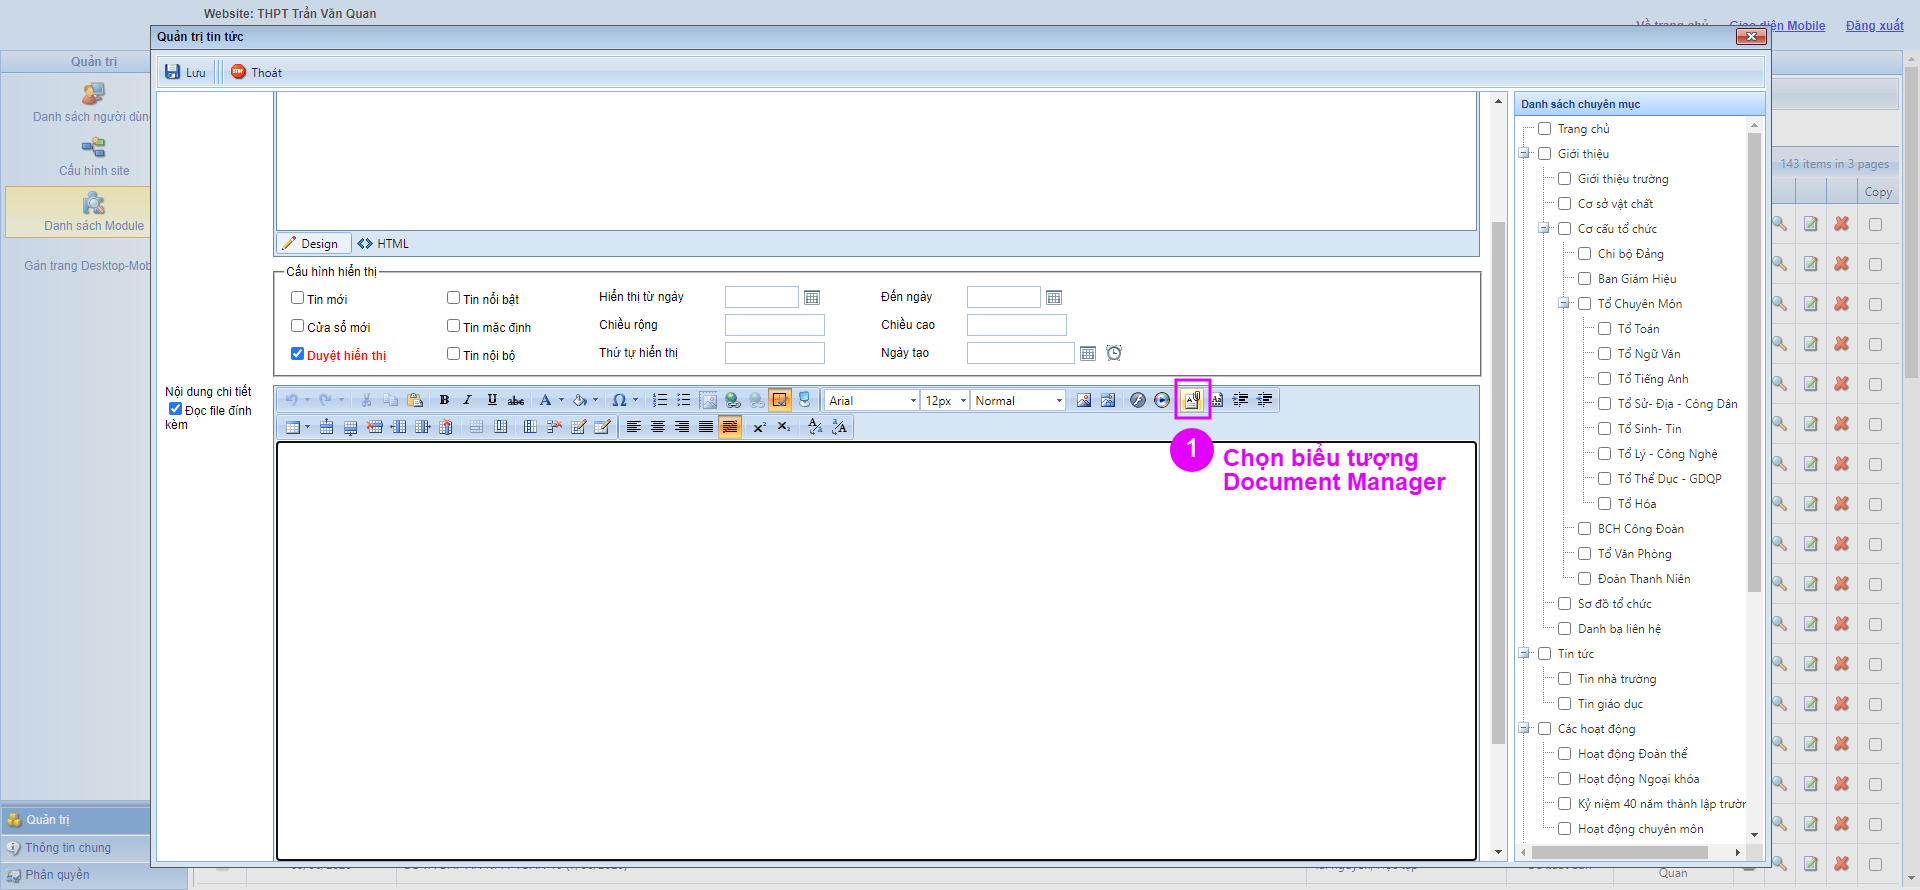 Website: THPT Trần Văn Quan
Giao diện Mobile
Đăng xuất
Quản trị tin tức
Lưu
Thoát
Quản trị
Danh sách người dùng
Cấu hình site
Danh sách Module
Gán trang Desktop-Mob
Quản trị
Thông tin chung
Phân quyền
Design
HTML
Cấu hình hiển thị
Tin mới
Tin nổi bật
Hiển thị từ ngày
Đến ngày
Cửa sổ mới
Tin mặc định
Chiều rộng
Chiều cao
Duyệt hiển thị
Tin nội bộ
Thứ tự hiển thị
Ngày tạo
Nội dung chi tiết
Đọc file đính
kèm
Arial
12px
Normal
1
Chọn biểu tượng
Document Manager
Danh sách chuyên mục
Trang chủ
Giới thiệu
Giới thiệu trường
Cơ sở vật chất
Cơ cấu tổ chức
Chi bộ Đảng
Ban Giám Hiệu
Tổ Chuyên Môn
Tổ Toán
Tổ Ngữ Văn
Tổ Tiếng Anh
Tổ Sử- Địa - Công Dân
Tổ Sinh- Tin
Tổ Lý - Công Nghệ
Tổ Thể Dục - GDQP
Tổ Hóa
BCH Công Đoàn
Tổ Văn Phòng
Đoàn Thanh Niên
Sơ đồ tổ chức
Danh bạ liên hệ
Tin tức
Tin nhà trường
Tin giáo dục
Các hoạt động
Hoạt động Đoàn thể
Hoạt động Ngoại khóa
Kỷ niệm 40 năm thành lập trườn
Hoạt động chuyên môn
143 items in 3 pages
Copy
Quan